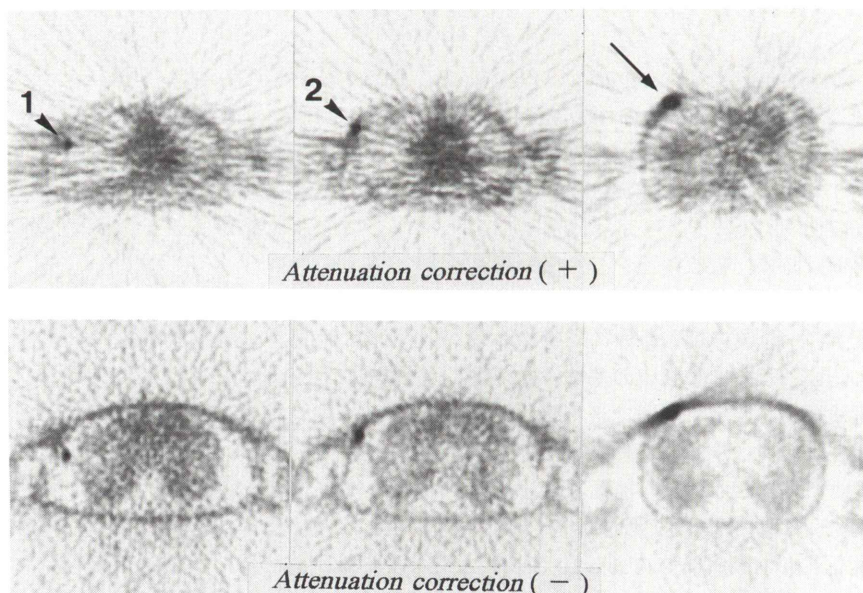 1
2
Attenuation correction ( + )
Attenuation correction ( − )